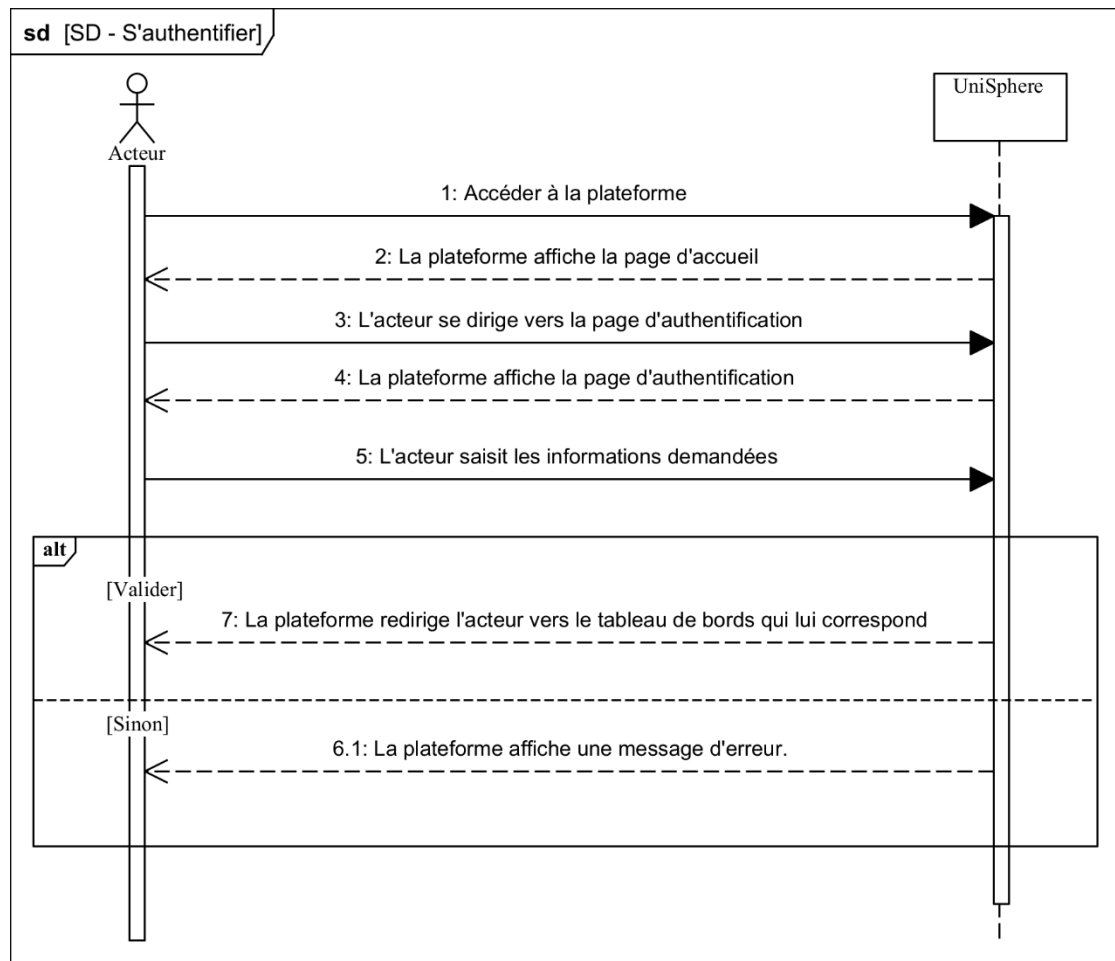 sd [SD - S'authentifier]
UniSphere
Acteur
1: Accéder à la plateforme
2: La plateforme affiche la page d'accueil
3: L'acteur se dirige vers la page d'authentification
4: La plateforme affiche la page d'authentification
5: L'acteur saisit les informations demandées
alt
[Valider]
7: La plateforme redirige l'acteur vers le tableau de bords qui lui correspond
[Sinon]
6.1: La plateforme affiche une message d'erreur.